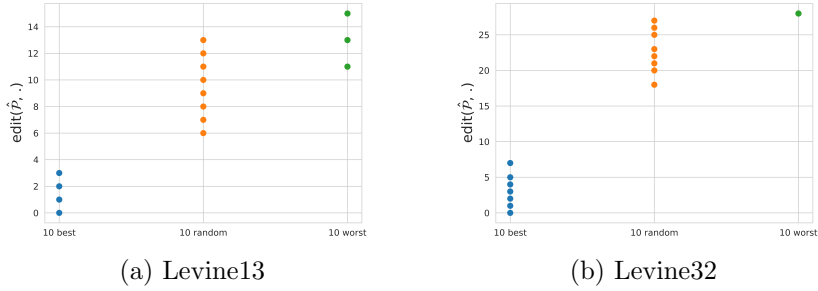 14
12
10
8
6
4
2
0
edit(P̂, .)
10 best 10 random 10 worst
(a) Levine13
25
20
15
10
5
0
edit(P̂, .)
10 best 10 random 10 worst
(b) Levine32